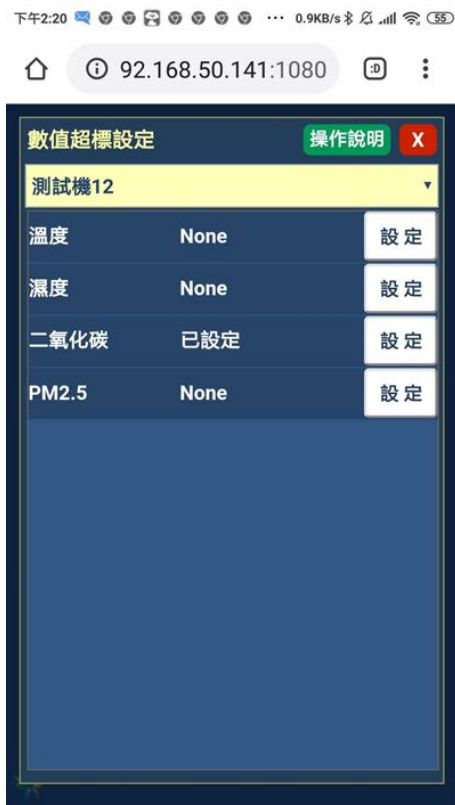 下午2:20 ... 0.9KB/s 55
92.168.50.141:1080 :D
數值超標設定 操作說明 X
測試機12
溫度 None 設定
濕度 None 設定
二氧化碳 已設定 設定
PM2.5 None 設定